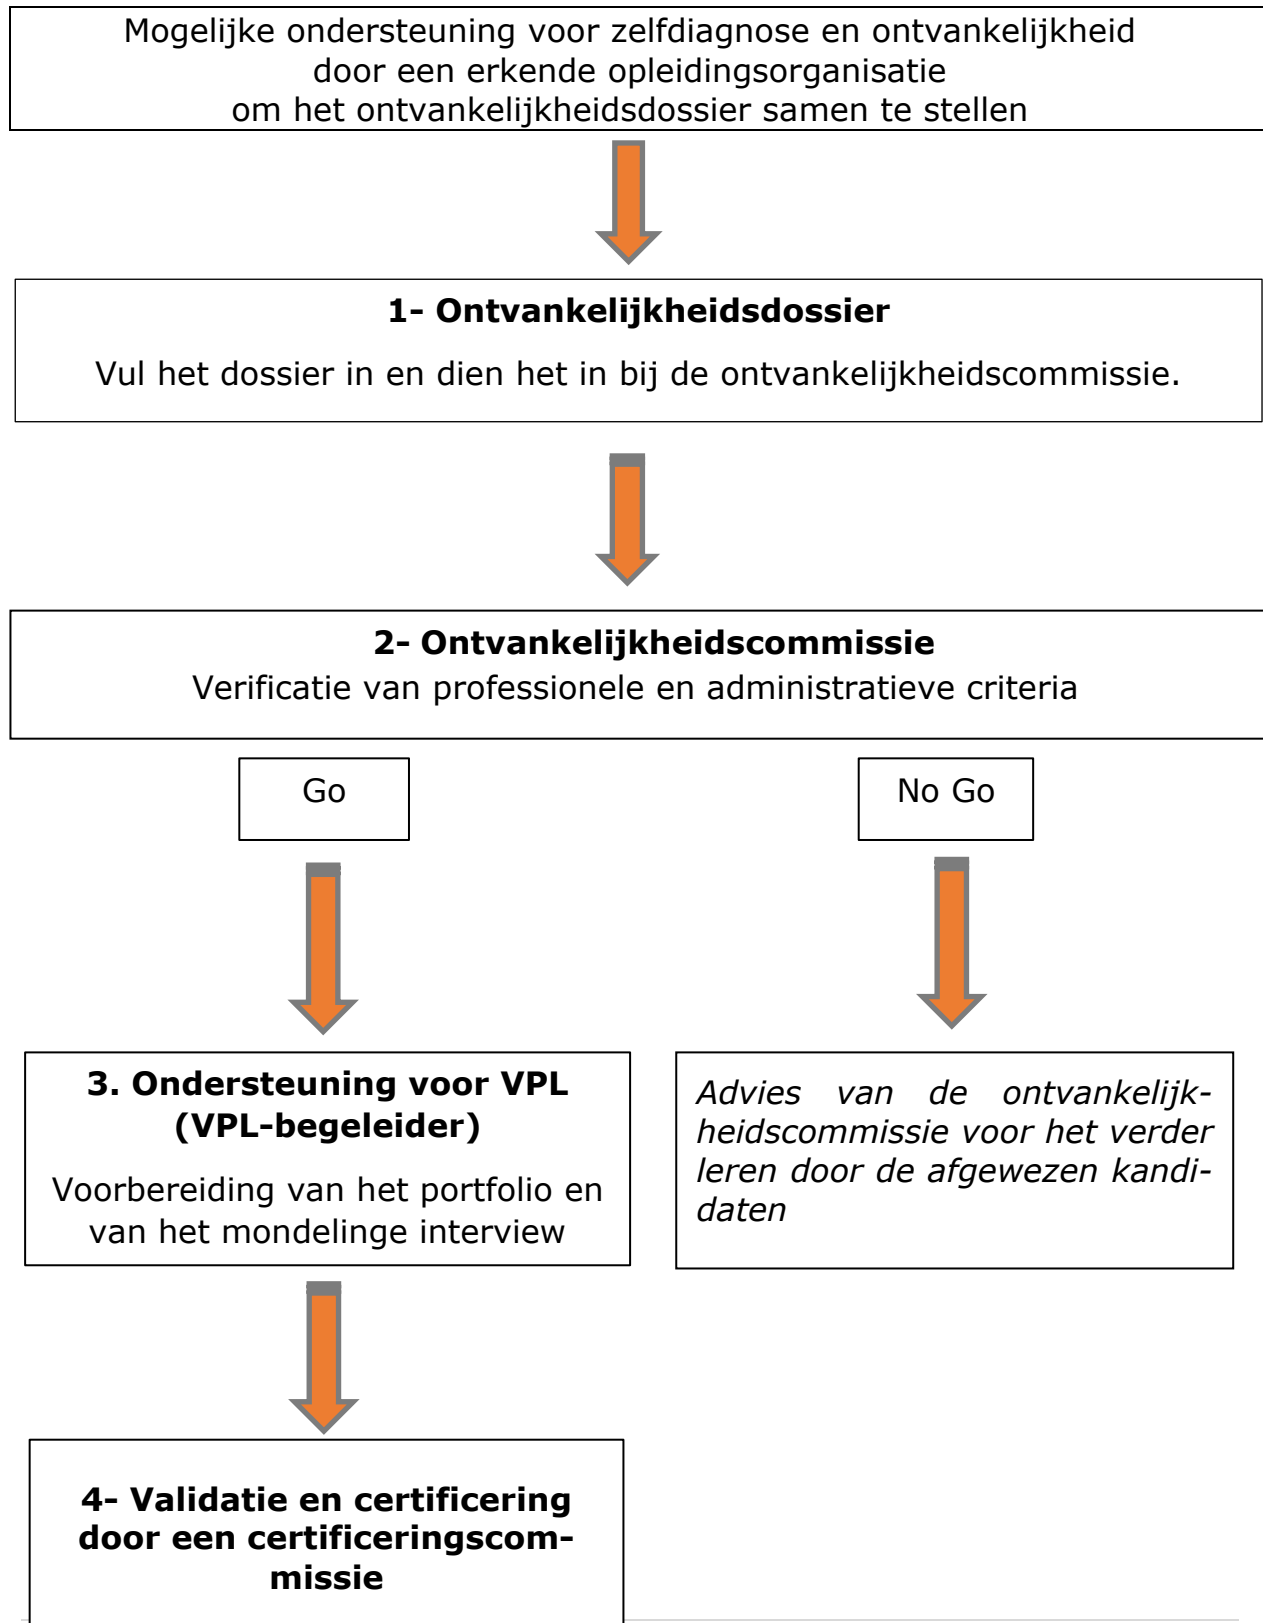 Mogelijke ondersteuning voor zelfdiagnose en ontvankelijkheid
door een erkende opleidingsorganisatie
om het ontvankelijkheidsdossier samen te stellen
1- Ontvankelijkheidsdossier
Vul het dossier in en dien het in bij de ontvankelijkheidscommissie.
2- Ontvankelijkheidscommissie
Verificatie van professionele en administratieve criteria
Go
No Go
3. Ondersteuning voor VPL
(VPL-begeleider)
Voorbereiding van het portfolio en
van het mondelinge interview
Advies van de ontvankelijk-
heidscommissie voor het verder
leren door de afgewezen kandi-
daten
4- Validatie en certificering
door een certificeringscom-
missie